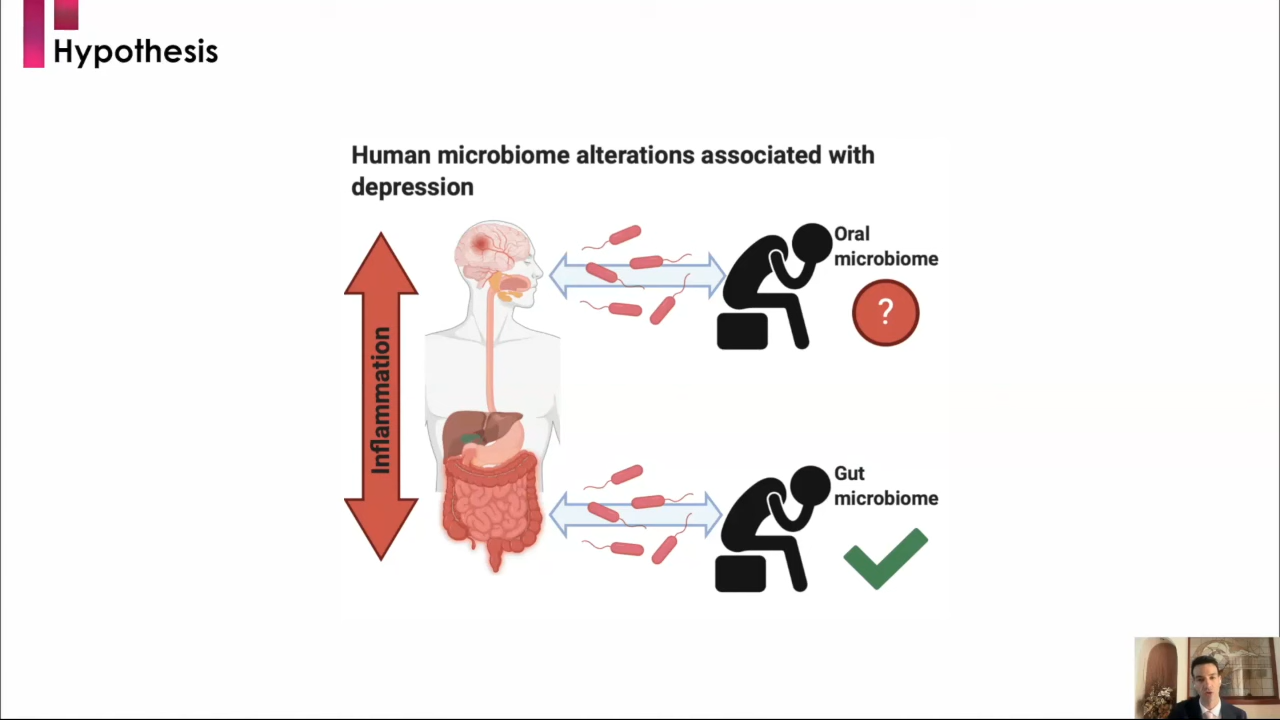 Hypothesis
Human microbiome alterations associated with
depression
Inflammation
Oral
microbiome
?
Gut
microbiome